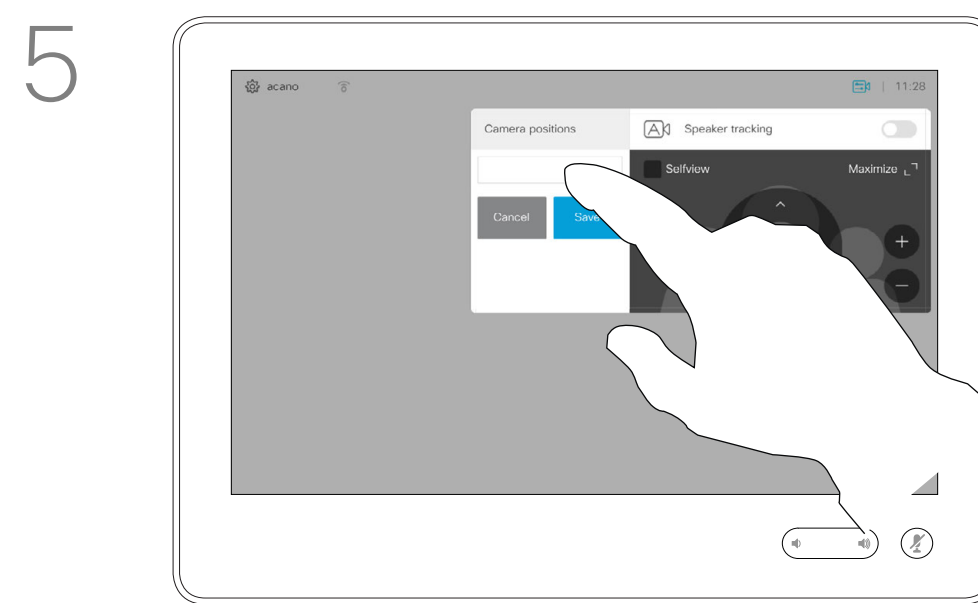 5
acano
11:28
Camera positions
Speaker tracking
Selfview
Maximize
Cancel
Save